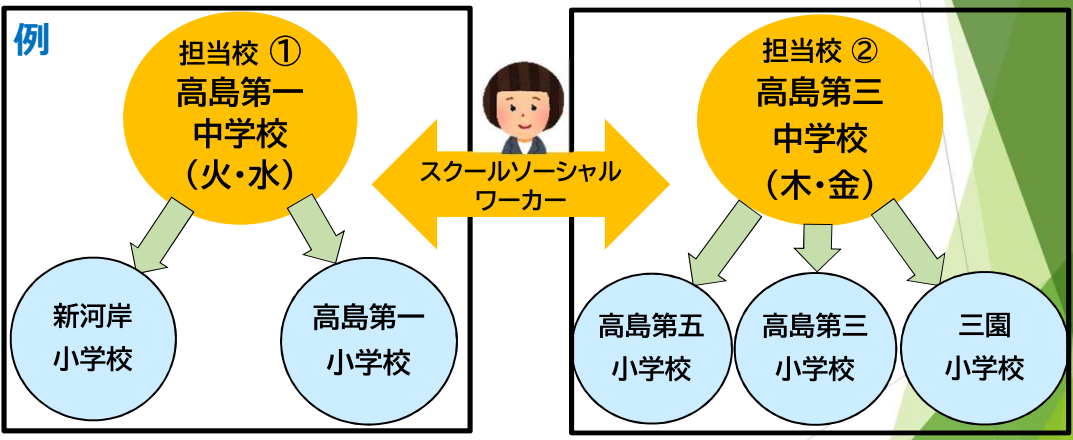 例
担当校 ①
高島第一
中学校
（火・水）
新河岸
小学校
高島第一
小学校
スクールソーシャル
ワーカー
担当校 ②
高島第三
中学校
（木・金）
高島第五
小学校
高島第三
小学校
三園
小学校